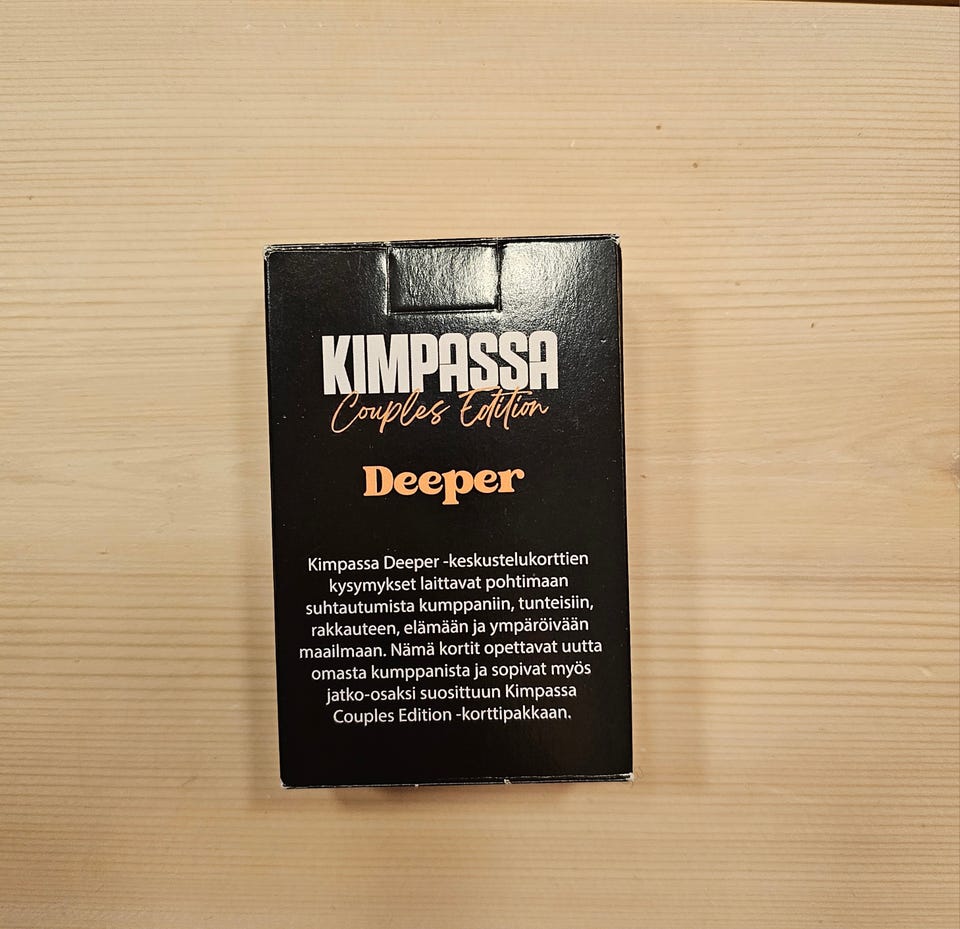 KIMPASSA
Couples Edition
Deeper
Kimpassa Deeper -keskustelukorttien
kysymykset laittavat pohtimaan
suhtautumista kumppaniin, tunteisiin,
rakkauteen, elämään ja ympäröivään
maailmaan. Nämä kortit opettavat uutta
omasta kumppanista ja sopivat myös
jatko-osaksi suosittuun Kimpassa
Couples Edition -korttipakkaan.